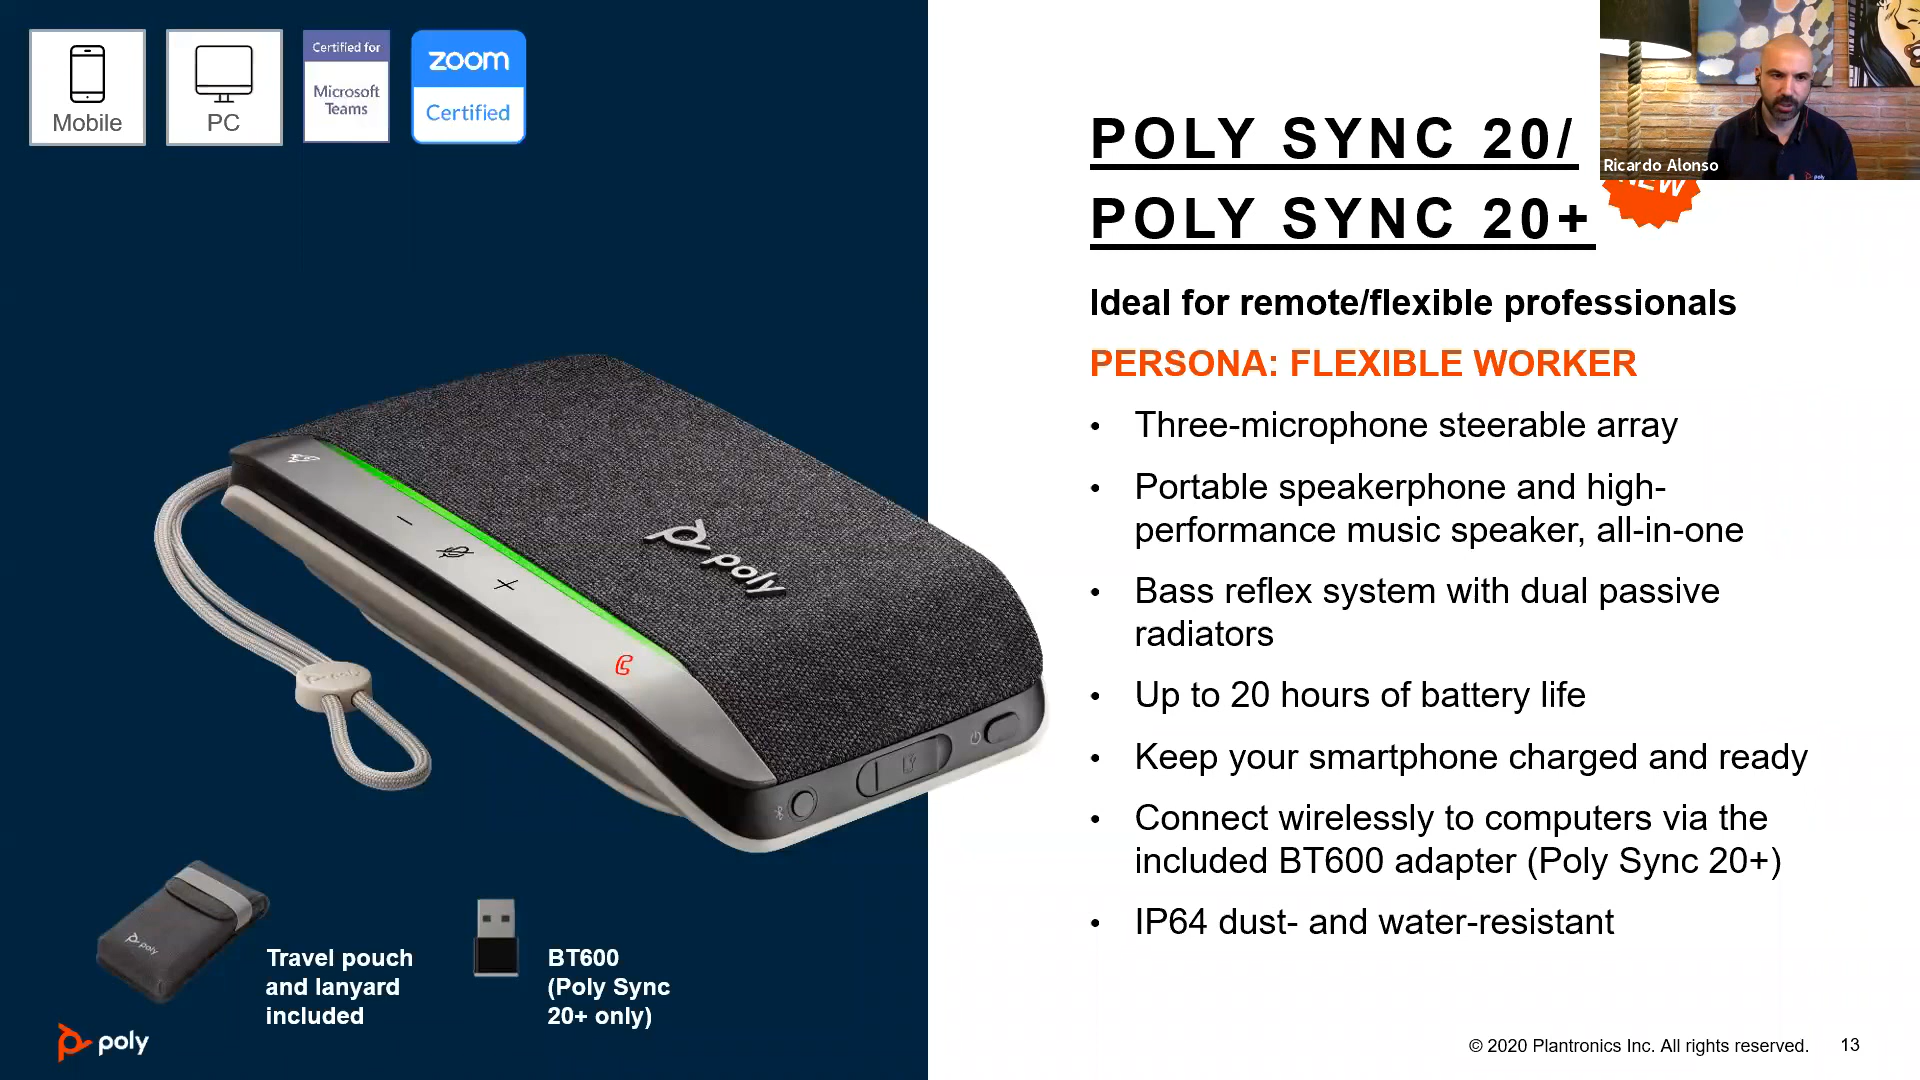 Mobile
PC
Certified for
Microsoft
Teams
zoom
Certified
POLY SYNC 20/
POLY SYNC 20+
NEW
Ricardo Alonso
poly
Ideal for remote/flexible professionals
PERSONA: FLEXIBLE WORKER
• Three-microphone steerable array
• Portable speakerphone and high-
performance music speaker, all-in-one
• Bass reflex system with dual passive
radiators
• Up to 20 hours of battery life
• Keep your smartphone charged and ready
• Connect wirelessly to computers via the
included BT600 adapter (Poly Sync 20+)
• IP64 dust- and water-resistant
poly
poly
poly
Travel pouch
and lanyard
included
BT600
(Poly Sync
20+ only)
poly
© 2020 Plantronics Inc. All rights reserved.
13